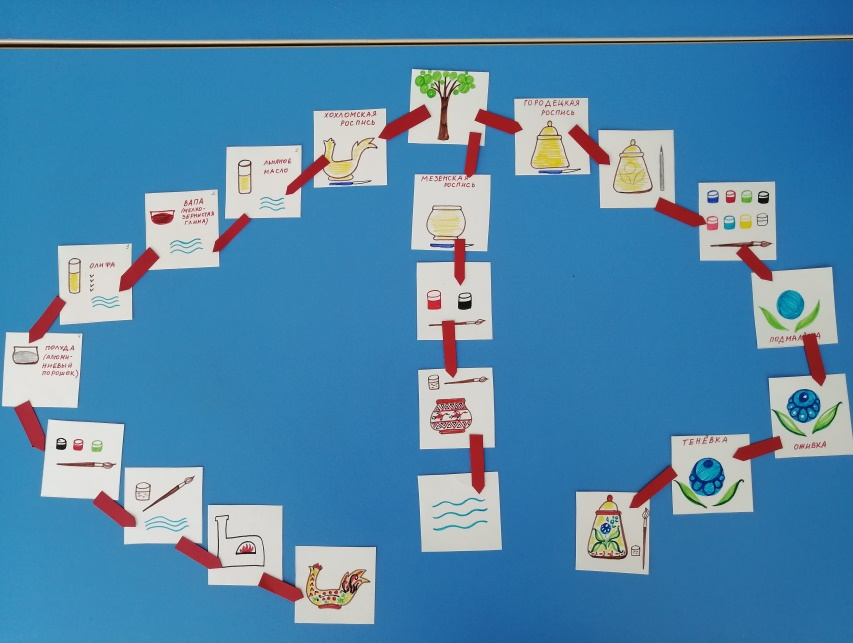 ХОХЛОМСКАЯ
РОСПИСЬ
ЛЬНЯНОЕ
МАСЛО
ВАПА
(МЕЛКО-
ЗЕРНИСТАЯ
ГЛИНА)
ОЛИФА
ПОЛУДА
(АЛЮМИ-
НИЕВЫЙ
ПОРОШОК)
МЕЗЕНСКАЯ
РОСПИСЬ
ГОРОДЕЦКАЯ
РОСПИСЬ
ОЖИВКА
ТЕНЁВКА